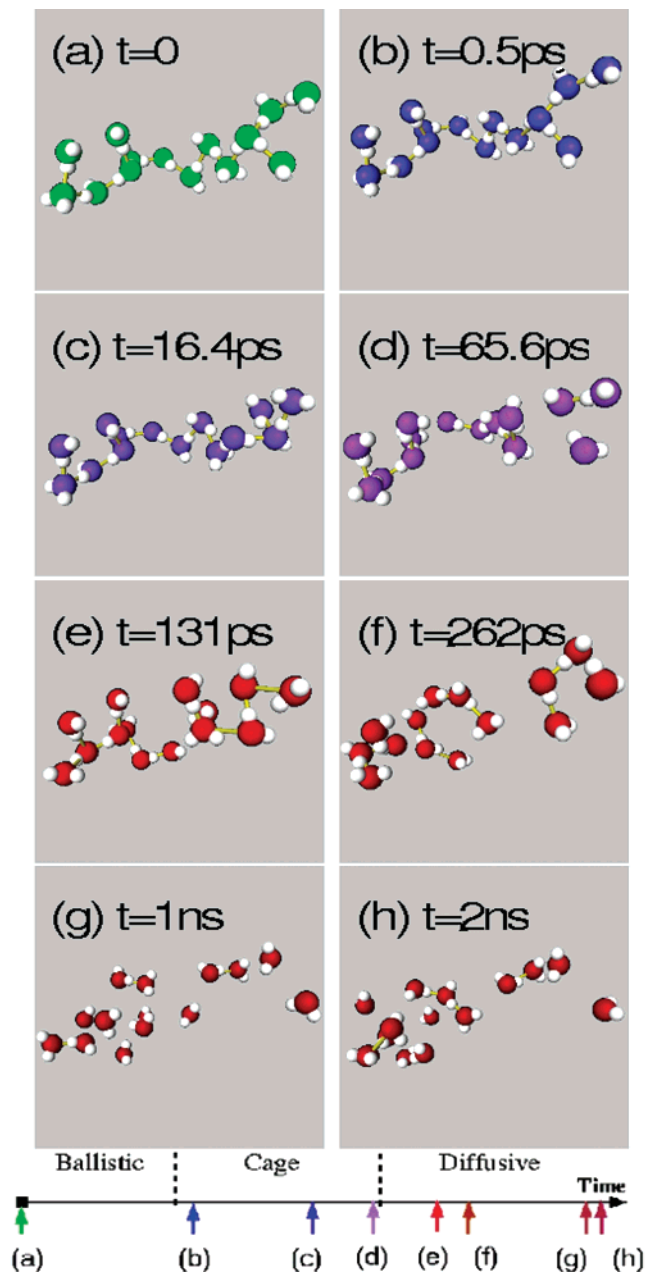 (a) t=0
(b) t=0.5ps
(c) t=16.4ps
(d) t=65.6ps
(e) t=131ps
(f) t=262ps
(g) t=1ns
(h) t=2ns
Ballistic Cage Diffusive
Time
(a) (b) (c) (d) (e) (f) (g) (h)